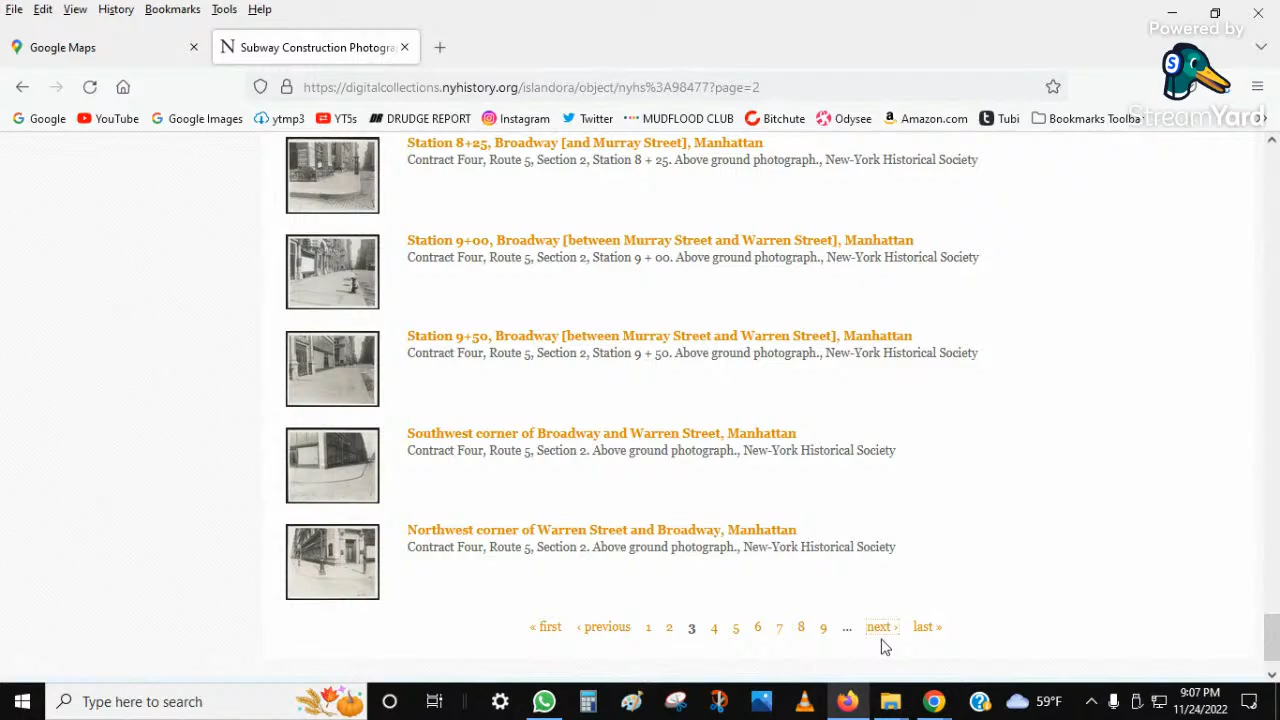 File Edit View History Bookmarks Tools Help
Powered by
Google Maps
N Subway Construction Photogra
https://digitalcollections.nyhistory.org/islandora/object/nyhs%3A98477?page=2
S
StreamYard
Google YouTube Google Images ytmp3 YT5s DRUDGE REPORT Instagram Twitter MUDFLOOD CLUB Bitchute Odysee Amazon.com Tubi Bookmarks Toolba
Station 8+25, Broadway [and Murray Street], Manhattan
Contract Four, Route 5, Section 2, Station 8 + 25. Above ground photograph., New-York Historical Society
Station 9+00, Broadway [between Murray Street and Warren Street], Manhattan
Contract Four, Route 5, Section 2, Station 9 + 00. Above ground photograph., New-York Historical Society
Station 9+50, Broadway [between Murray Street and Warren Street], Manhattan
Contract Four, Route 5, Section 2, Station 9 + 50. Above ground photograph., New-York Historical Society
Southwest corner of Broadway and Warren Street, Manhattan
Contract Four, Route 5, Section 2. Above ground photograph., New-York Historical Society
Northwest corner of Warren Street and Broadway, Manhattan
Contract Four, Route 5, Section 2. Above ground photograph., New-York Historical Society
« first ‹ previous 1 2 3 4 5 6 7 8 9 ... next › last »
Type here to search
59°F
9:07 PM
11/24/2022